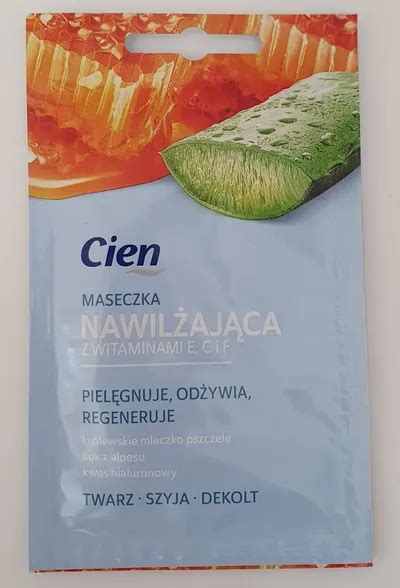 Cien
MASECZKA
NAWILŻAJĄCA
Z WITAMINAMI E, C i F
PIELĘGNUJE, ODŻYWIA,
REGENERUJE
królewskie mleczko pszczele
sok z aloesu
kwas hialuronowy
TWARZ · SZYJA · DEKOLT